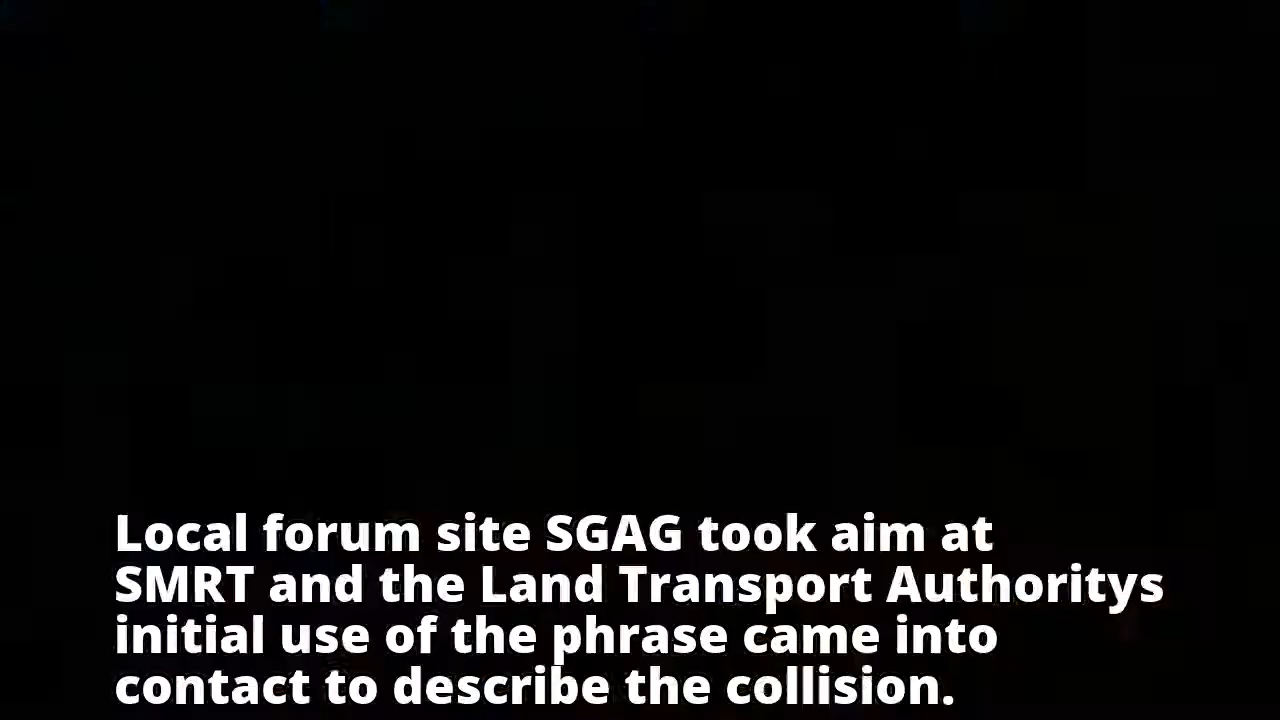 Local forum site SGAG took aim at
SMRT and the Land Transport Authoritys
initial use of the phrase came into
contact to describe the collision.